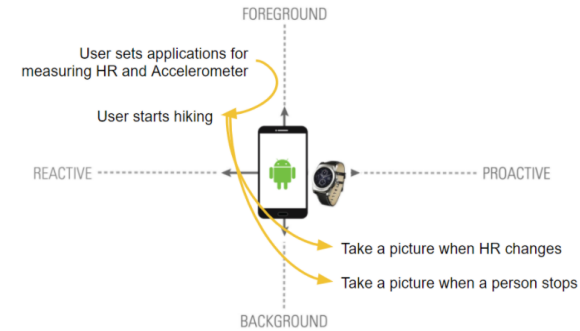 FOREGROUND
User sets applications for
measuring HR and Accelerometer
User starts hiking
REACTIVE
PROACTIVE
Take a picture when HR changes
Take a picture when a person stops
BACKGROUND